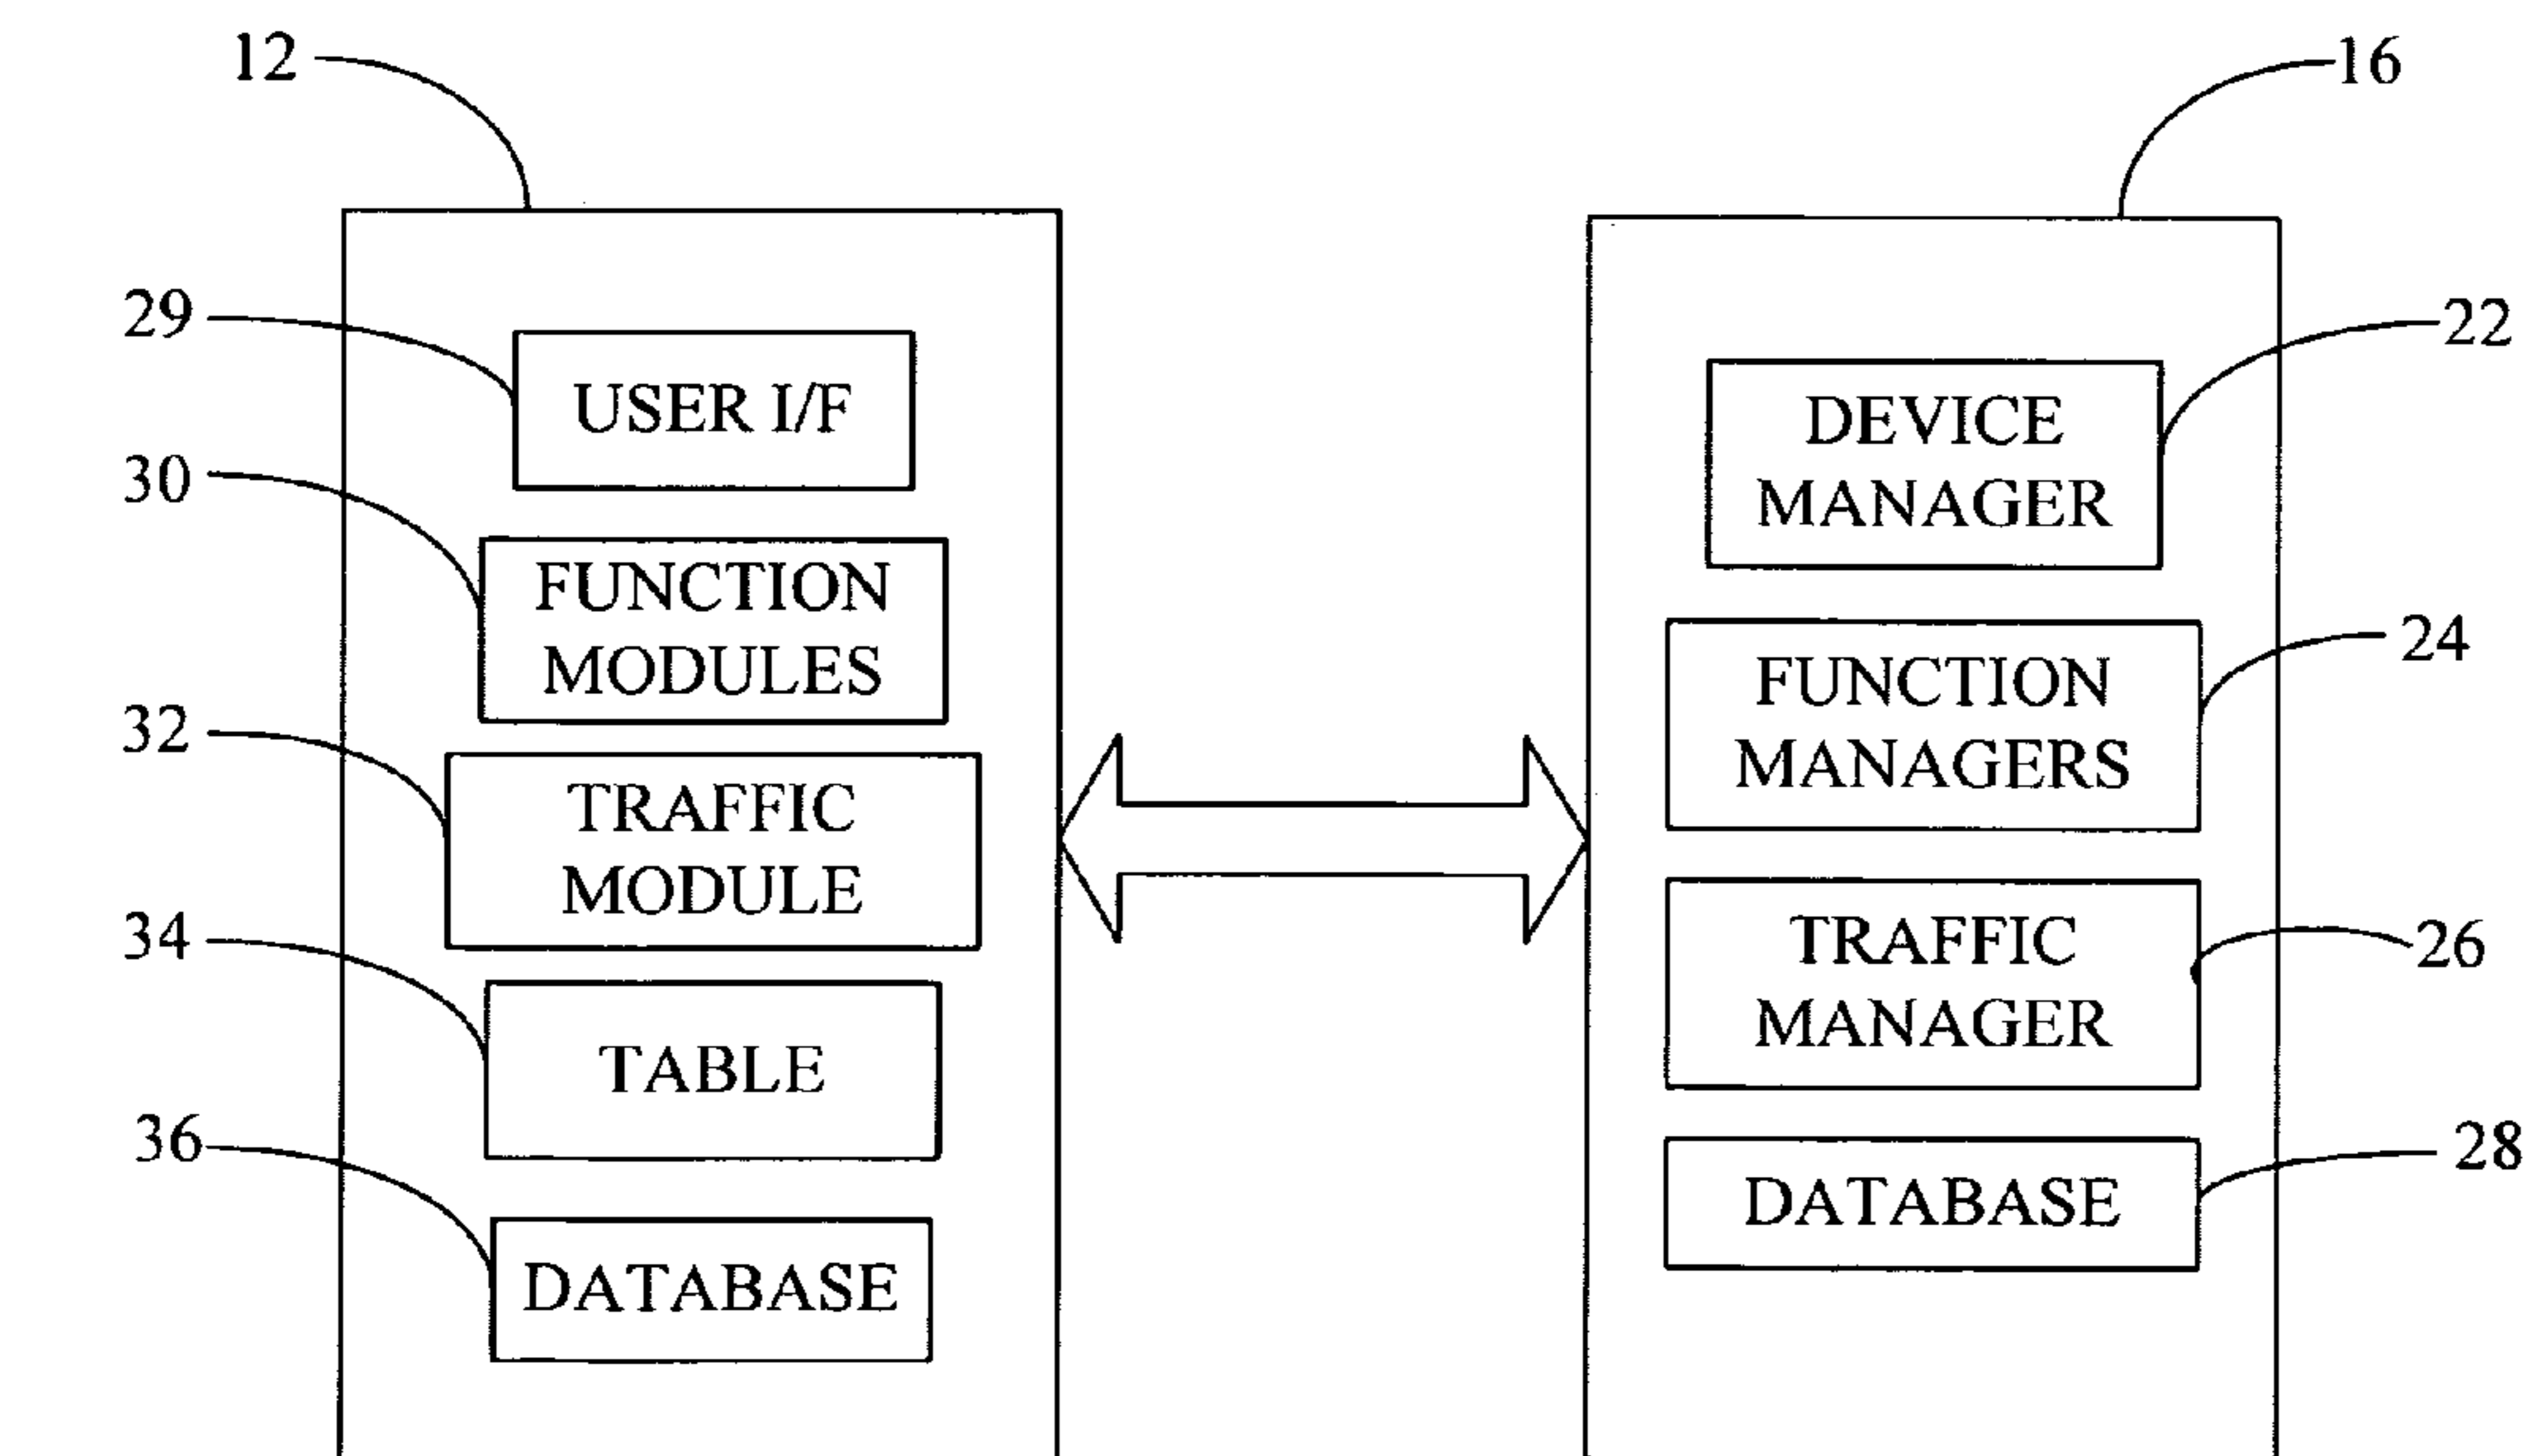 12
16
29
USER I/F
30
FUNCTION
MODULES
32
TRAFFIC
MODULE
34
TABLE
36
DATABASE
22
DEVICE
MANAGER
24
FUNCTION
MANAGERS
26
TRAFFIC
MANAGER
28
DATABASE